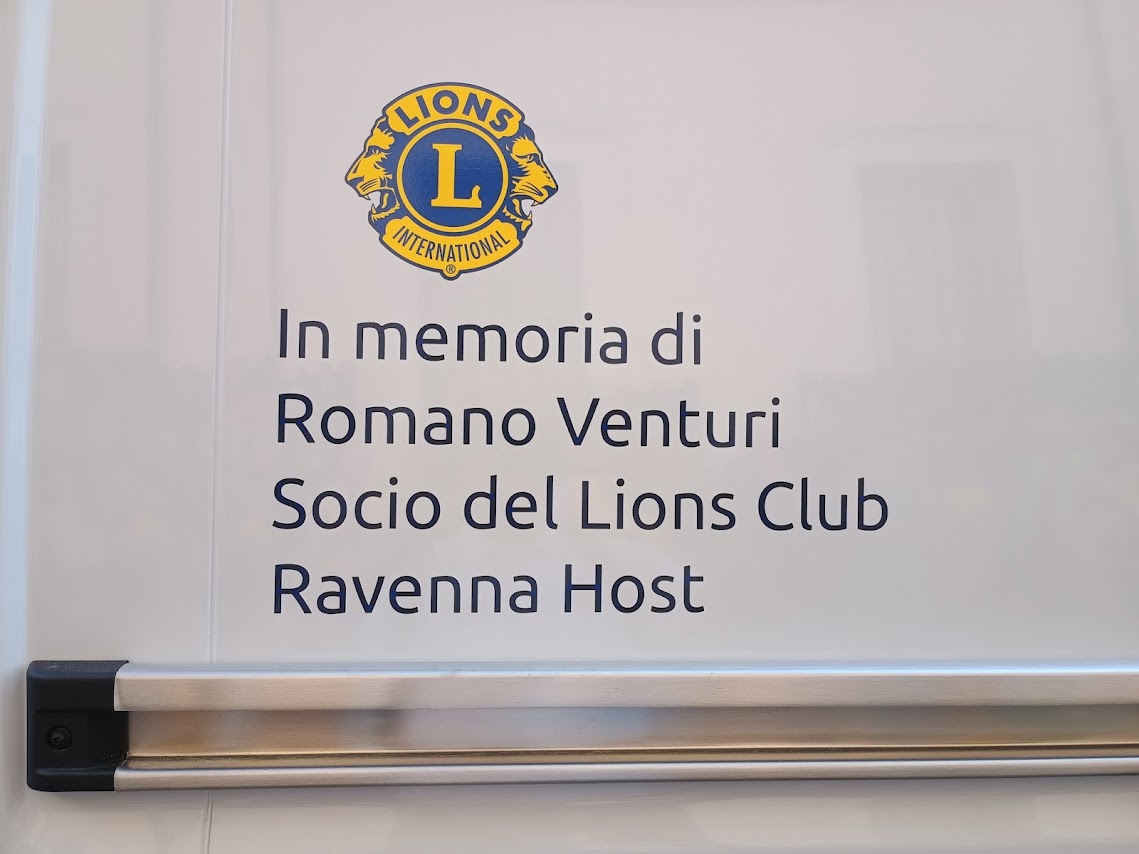 LIONS
L
INTERNATIONAL
®
In memoria di
Romano Venturi
Socio del Lions Club
Ravenna Host